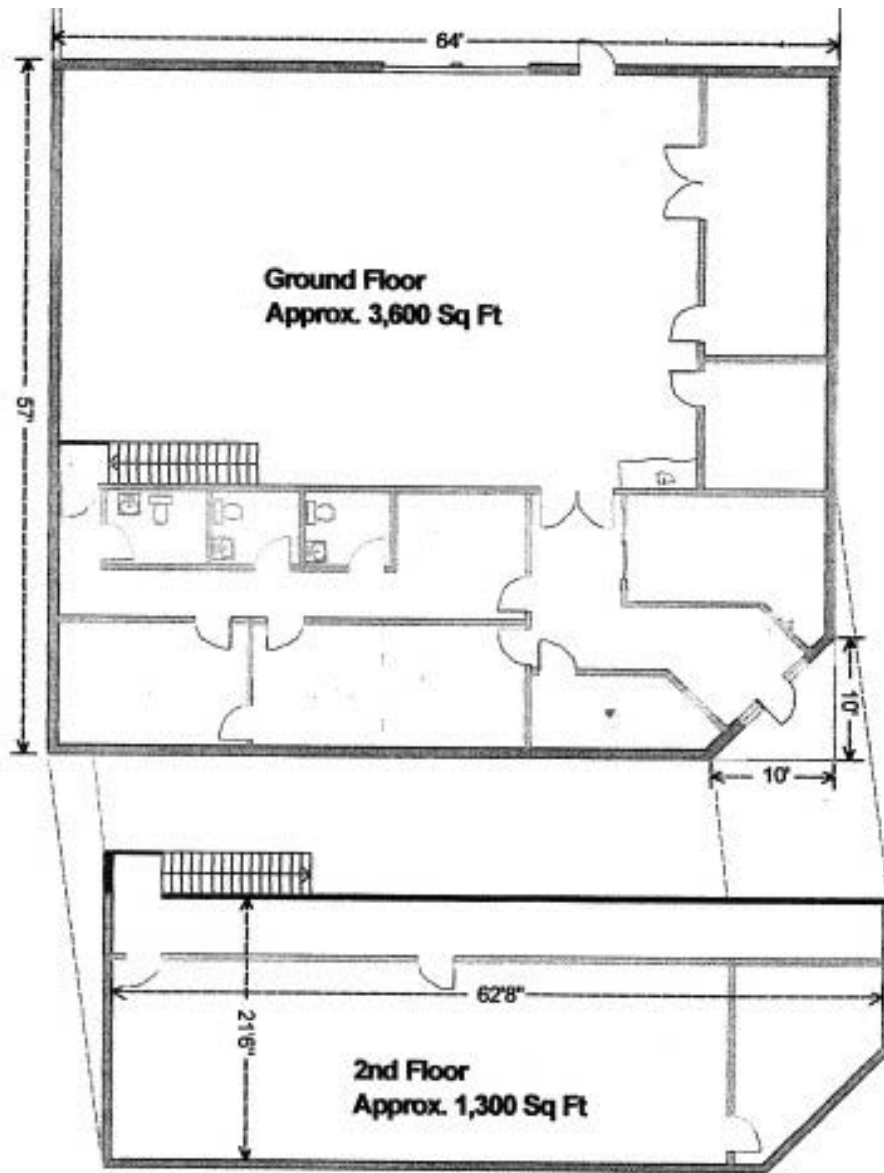 64'
57'
Ground Floor
Approx. 3,600 Sq Ft
10'
10'
62'8"
21'6"
2nd Floor
Approx. 1,300 Sq Ft